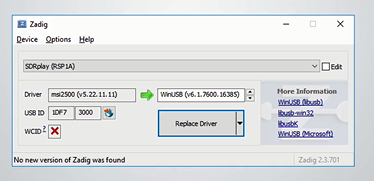 Zadig
Device Options Help
SDRplay (RSP1A) Edit
Driver msi2500 (v5.22.11.11) WinUSB (v6.1.7600.16385)
USB ID 1DF7 3000
WCID ?
Replace Driver
More Information
WinUSB (libusb)
libusb-win32
libusbK
WinUSB (Microsoft)
No new version of Zadig was found Zadig 2.3.701